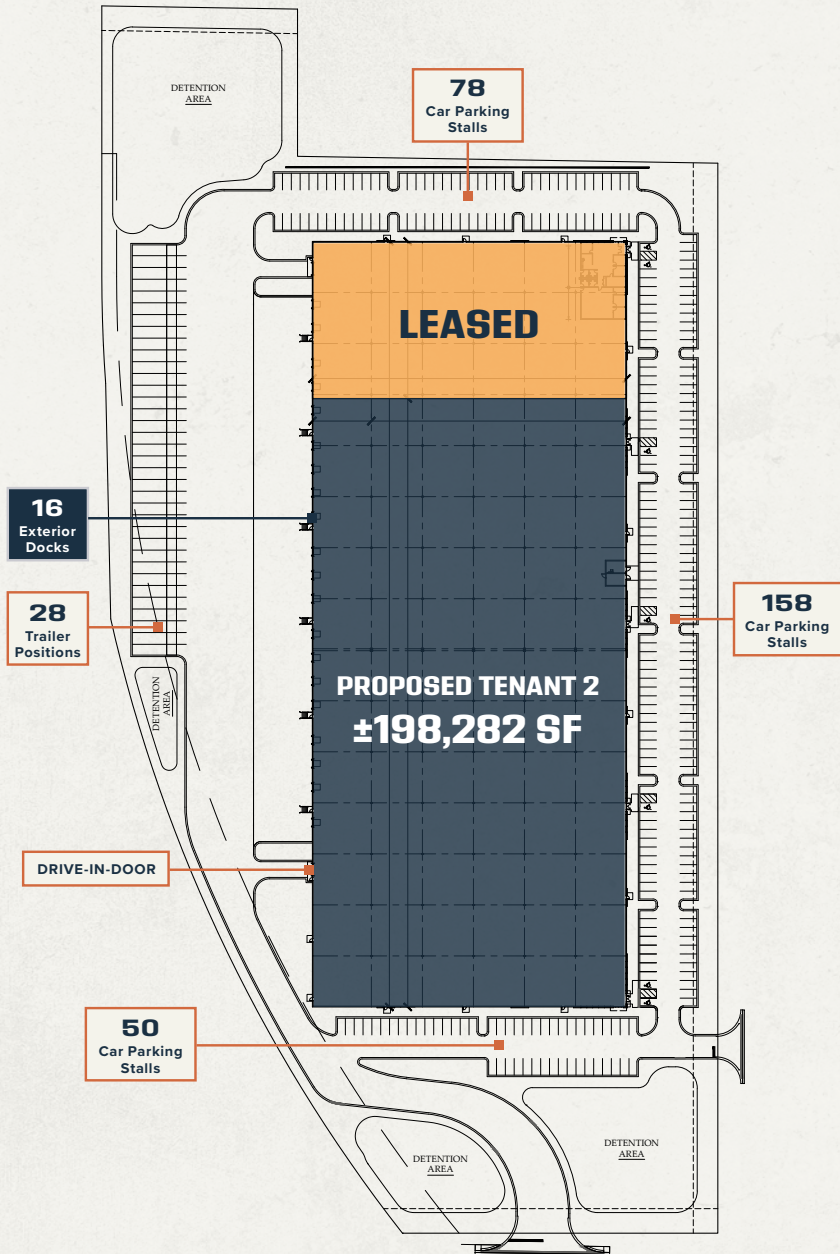 DETENTION
AREA
78
Car Parking
Stalls
LEASED
16
Exterior
Docks
28
Trailer
Positions
158
Car Parking
Stalls
DETENTION
AREA
PROPOSED TENANT 2
±198,282 SF
DRIVE-IN-DOOR
50
Car Parking
Stalls
DETENTION
AREA
DETENTION
AREA